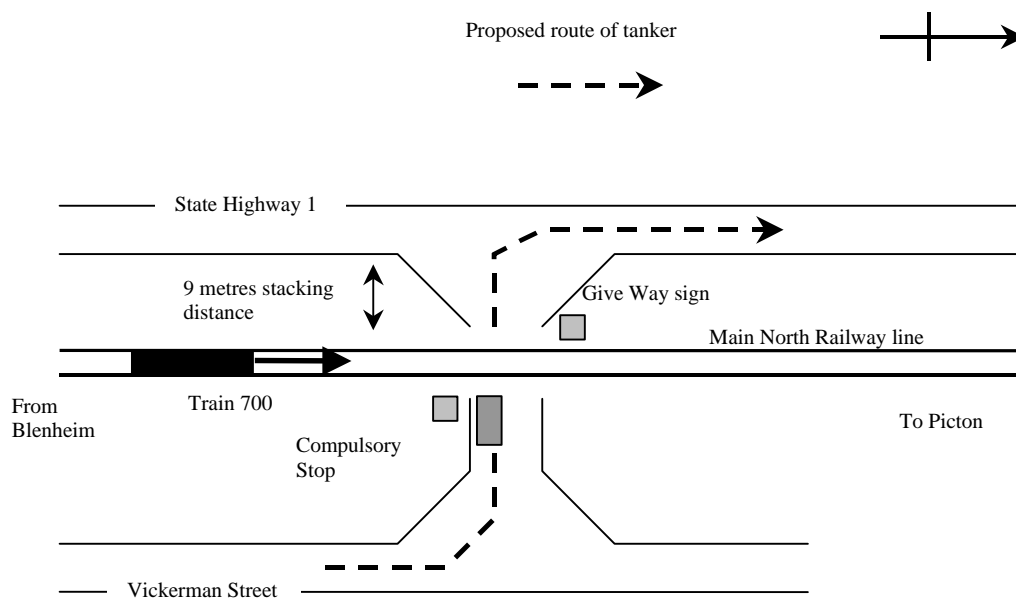 Proposed route of tanker
State Highway 1
9 metres stacking
distance
Give Way sign
Main North Railway line
From
Blenheim
Train 700
To Picton
Compulsory
Stop
Vickerman Street